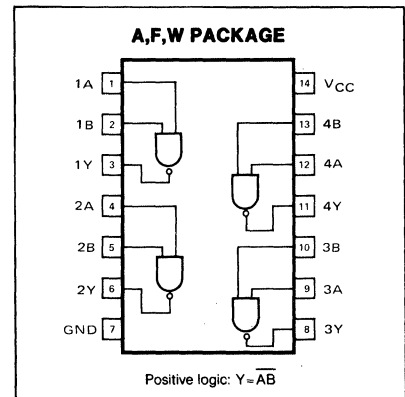 A,F,W PACKAGE
1A 1 14 VCC
1B 2 13 4B
1Y 3 12 4A
2A 4 11 4Y
2B 5 10 3B
2Y 6 9 3A
GND 7 8 3Y
Positive logic: Y = A̅B̅